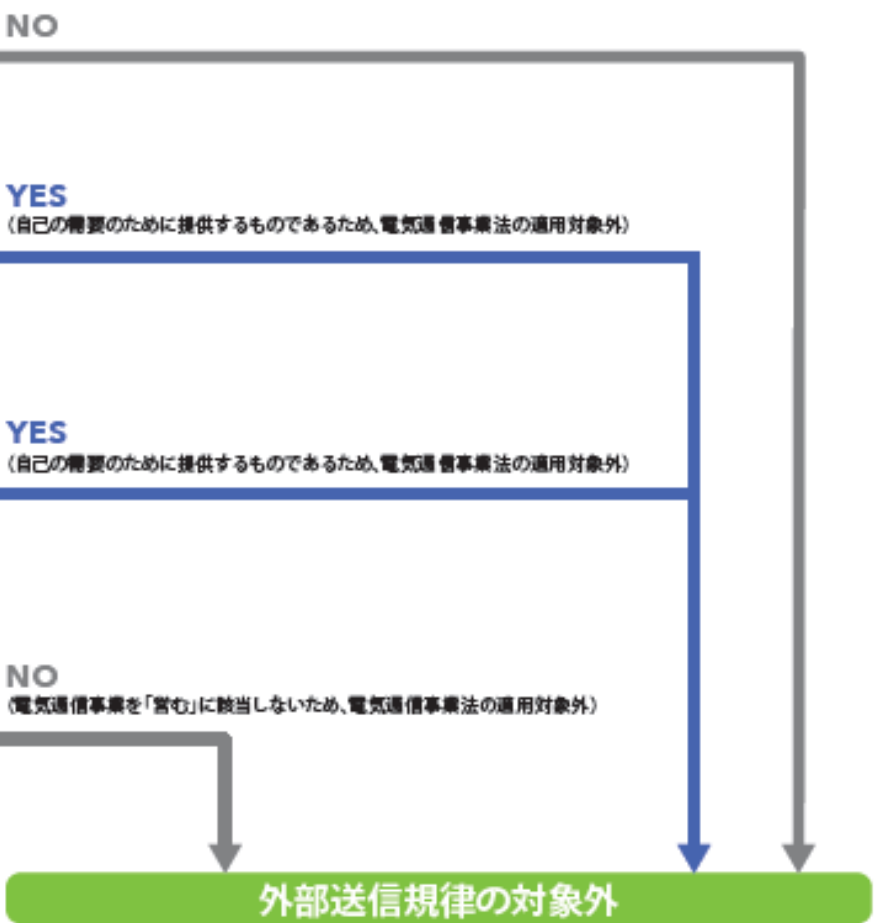 NO
YES
（自己の需要のために提供するものであるため、電気通信事業法の適用対象外）
YES
（自己の需要のために提供するものであるため、電気通信事業法の適用対象外）
NO
（電気通信事業を「営む」に該当しないため、電気通信事業法の適用対象外）
外部送信規律の対象外